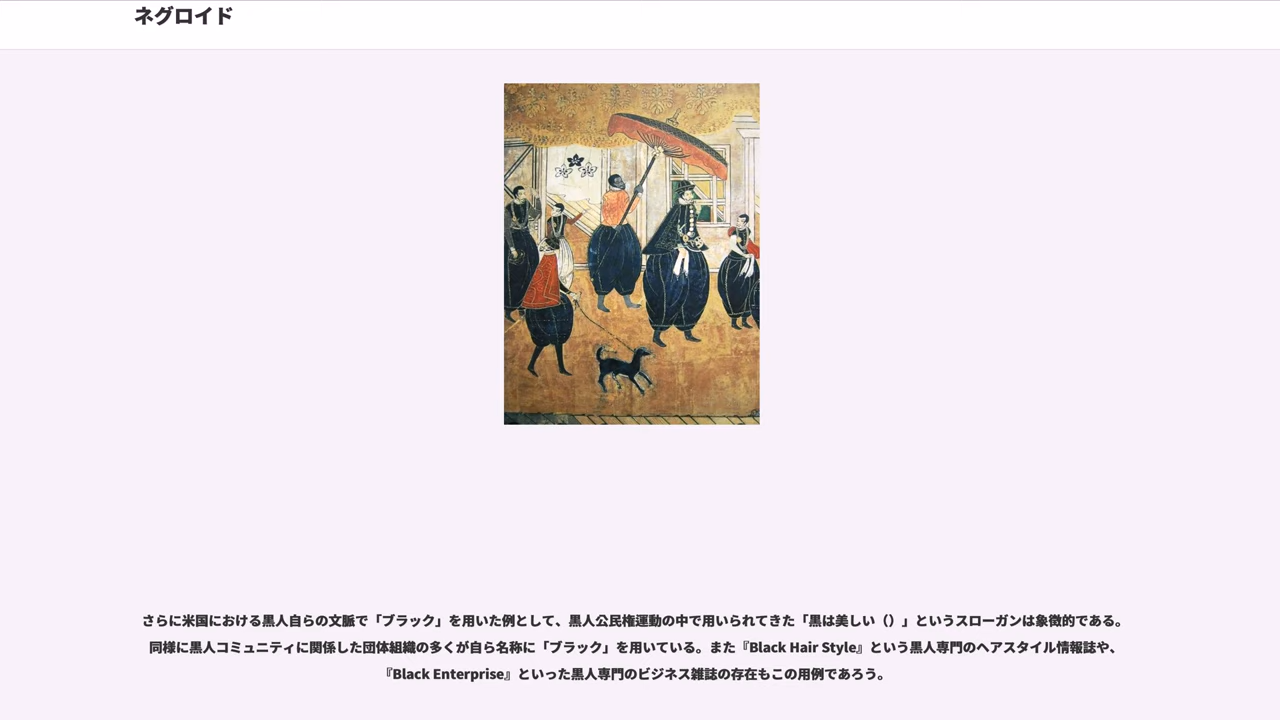 ネグロイド
さらに米国における黒人自らの文脈で「ブラック」を用いた例として、黒人公民権運動の中で用いられてきた「黒は美しい（）」というスローガンは象徴的である。
同様に黒人コミュニティに関係した団体組織の多くが自ら名称に「ブラック」を用いている。また『Black Hair Style』という黒人専門のヘアスタイル情報誌や、
『Black Enterprise』といった黒人専門のビジネス雑誌の存在もこの用例であろう。